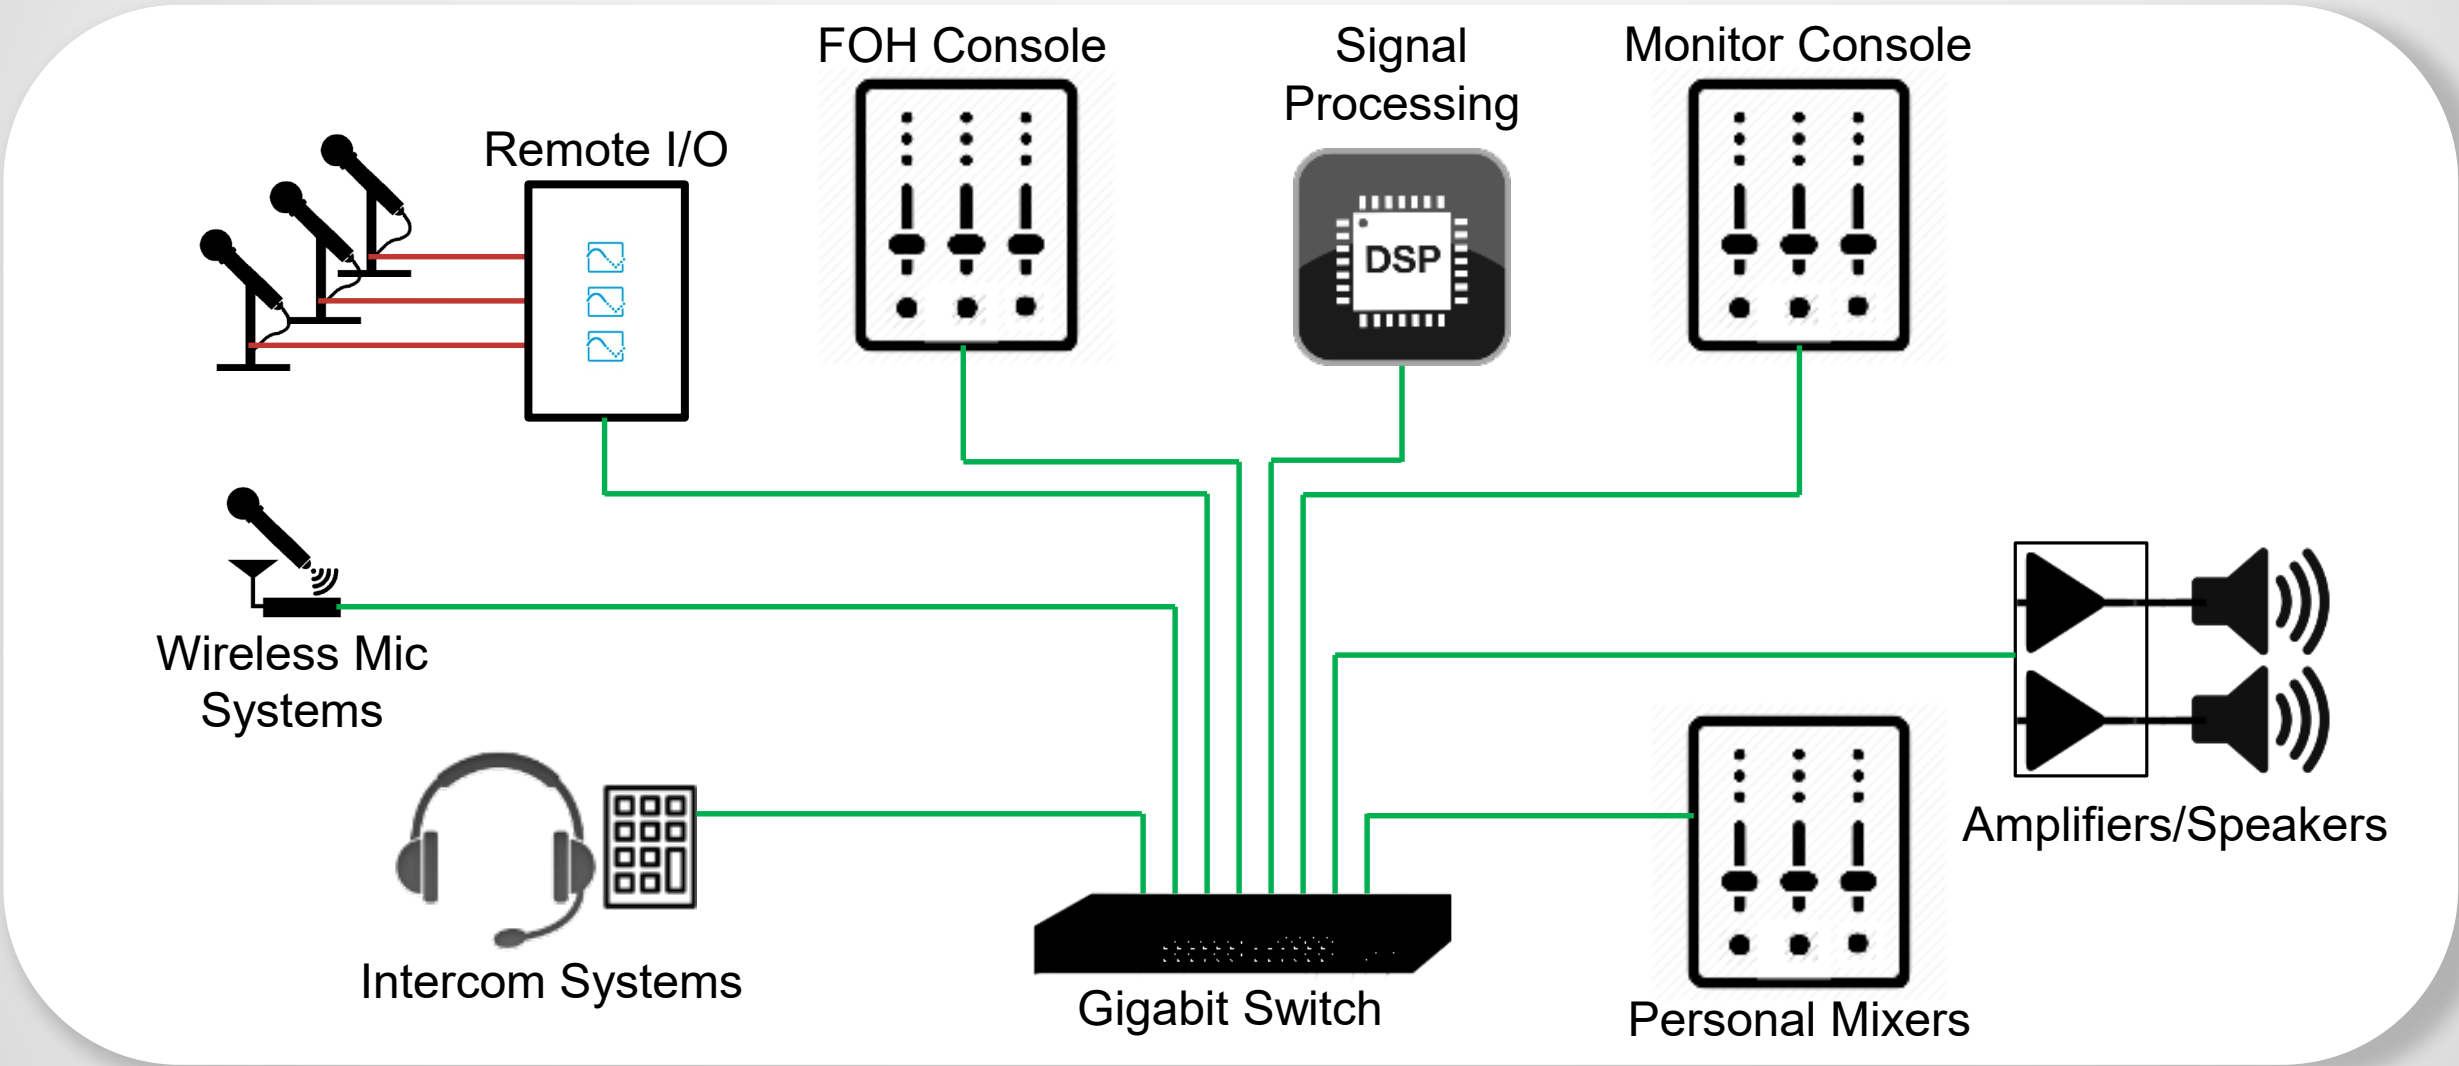 FOH Console
Signal
Processing
Monitor Console
Remote I/O
DSP
Wireless Mic
Systems
Amplifiers/Speakers
Intercom Systems
Gigabit Switch
Personal Mixers